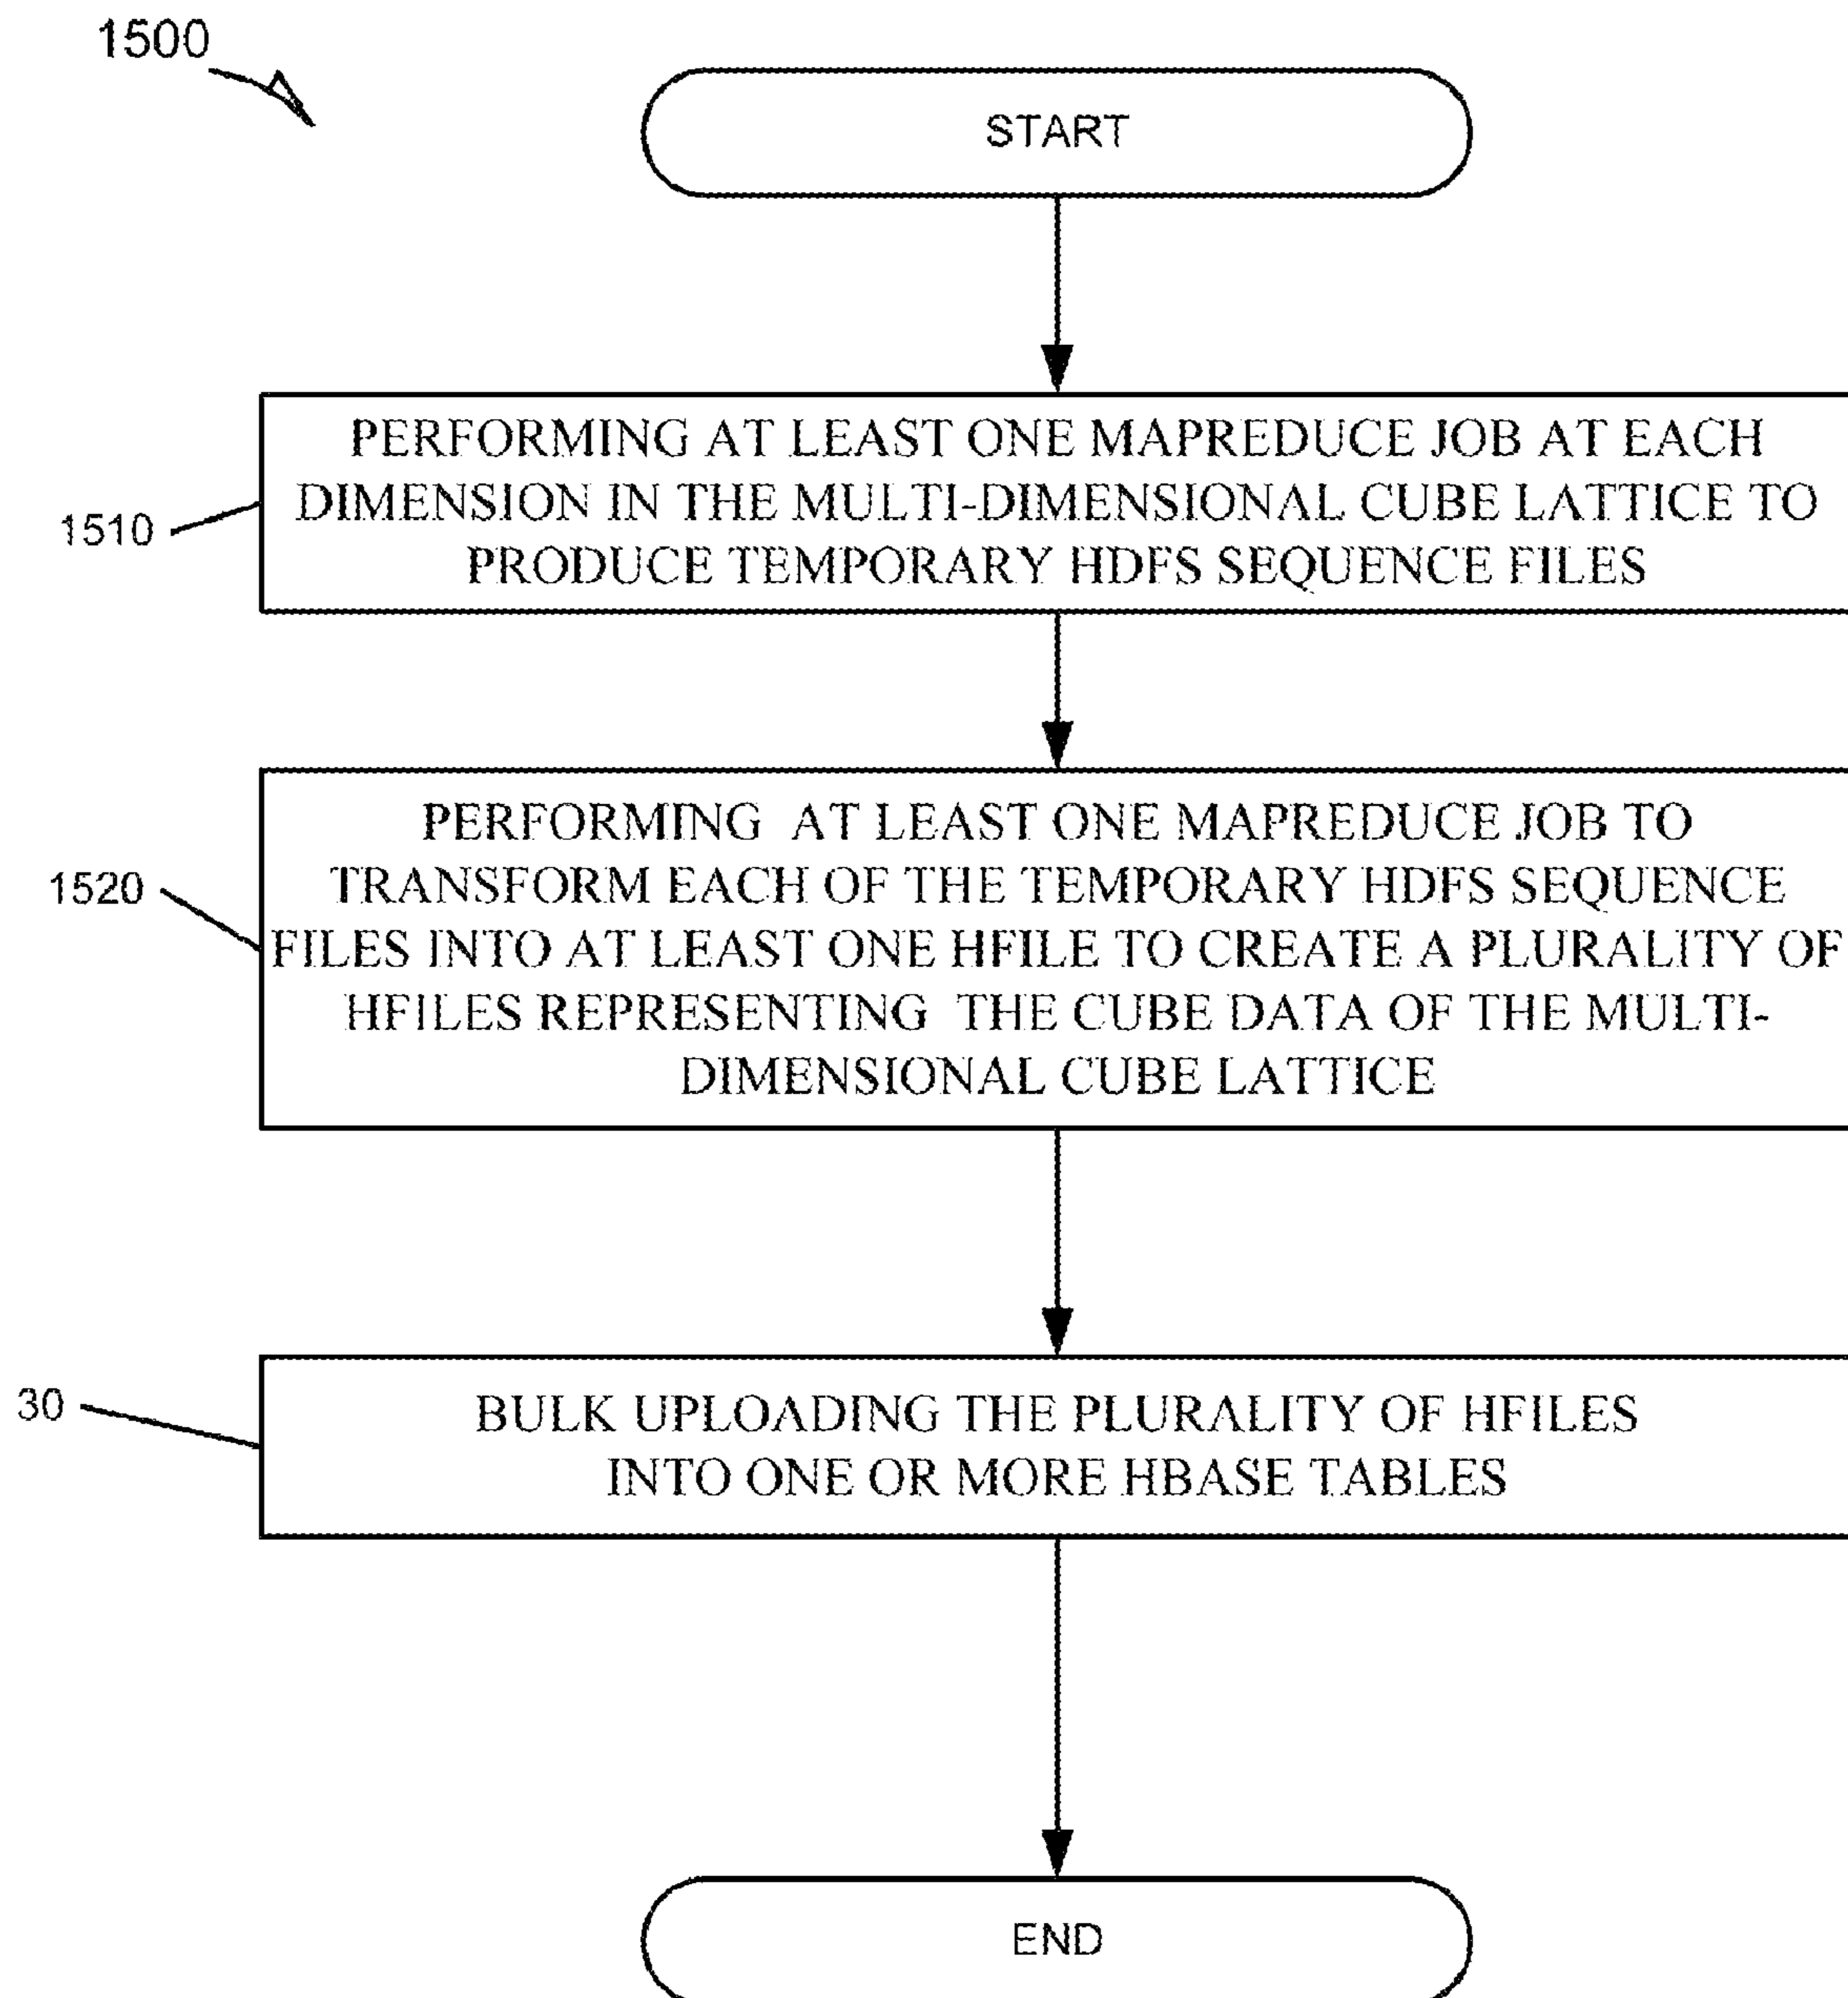 1500
START
PERFORMING AT LEAST ONE MAPREDUCE JOB AT EACH
DIMENSION IN THE MULTI-DIMENSIONAL CUBE LATTICE TO
PRODUCE TEMPORARY HDFS SEQUENCE FILES
1510
PERFORMING AT LEAST ONE MAPREDUCE JOB TO
TRANSFORM EACH OF THE TEMPORARY HDFS SEQUENCE
FILES INTO AT LEAST ONE HFILE TO CREATE A PLURALITY OF
HFILES REPRESENTING THE CUBE DATA OF THE MULTI-
DIMENSIONAL CUBE LATTICE
1520
BULK UPLOADING THE PLURALITY OF HFILES
INTO ONE OR MORE HBASE TABLES
30
END